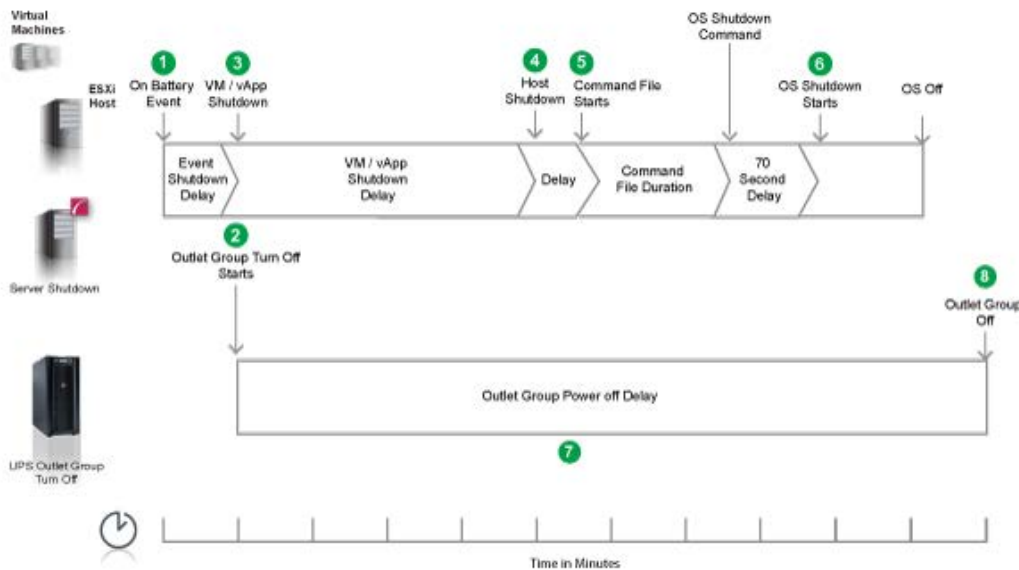 Virtual
Machines
ESXi
Host
1
On Battery
Event
3
VM / vApp
Shutdown
4
Host
Shutdown
5
Command File
Starts
OS Shutdown
Command
6
OS Shutdown
Starts
OS Off
Event
Shutdown
Delay
VM / vApp
Shutdown
Delay
Delay
Command
File Duration
70
Second
Delay
Server Shutdown
2
Outlet Group Turn Off
Starts
8
Outlet Group
Off
Outlet Group Power off Delay
7
UPS Outlet Group
Turn Off
Time in Minutes